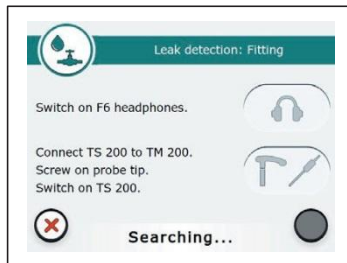 Leak detection: Fitting
Switch on F6 headphones.
Connect TS 200 to TM 200.
Screw on probe tip.
Switch on TS 200.
Searching...